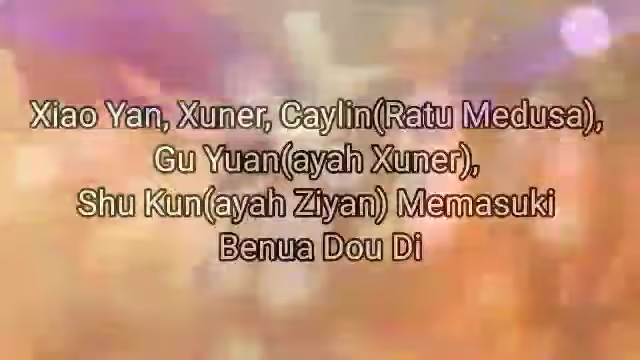 Xiao Yan, Xuner, Caylin(Ratu Medusa),
Gu Yuan(ayah Xuner),
Shu Kun(ayah Ziyan) Memasuki
Benua Dou Di